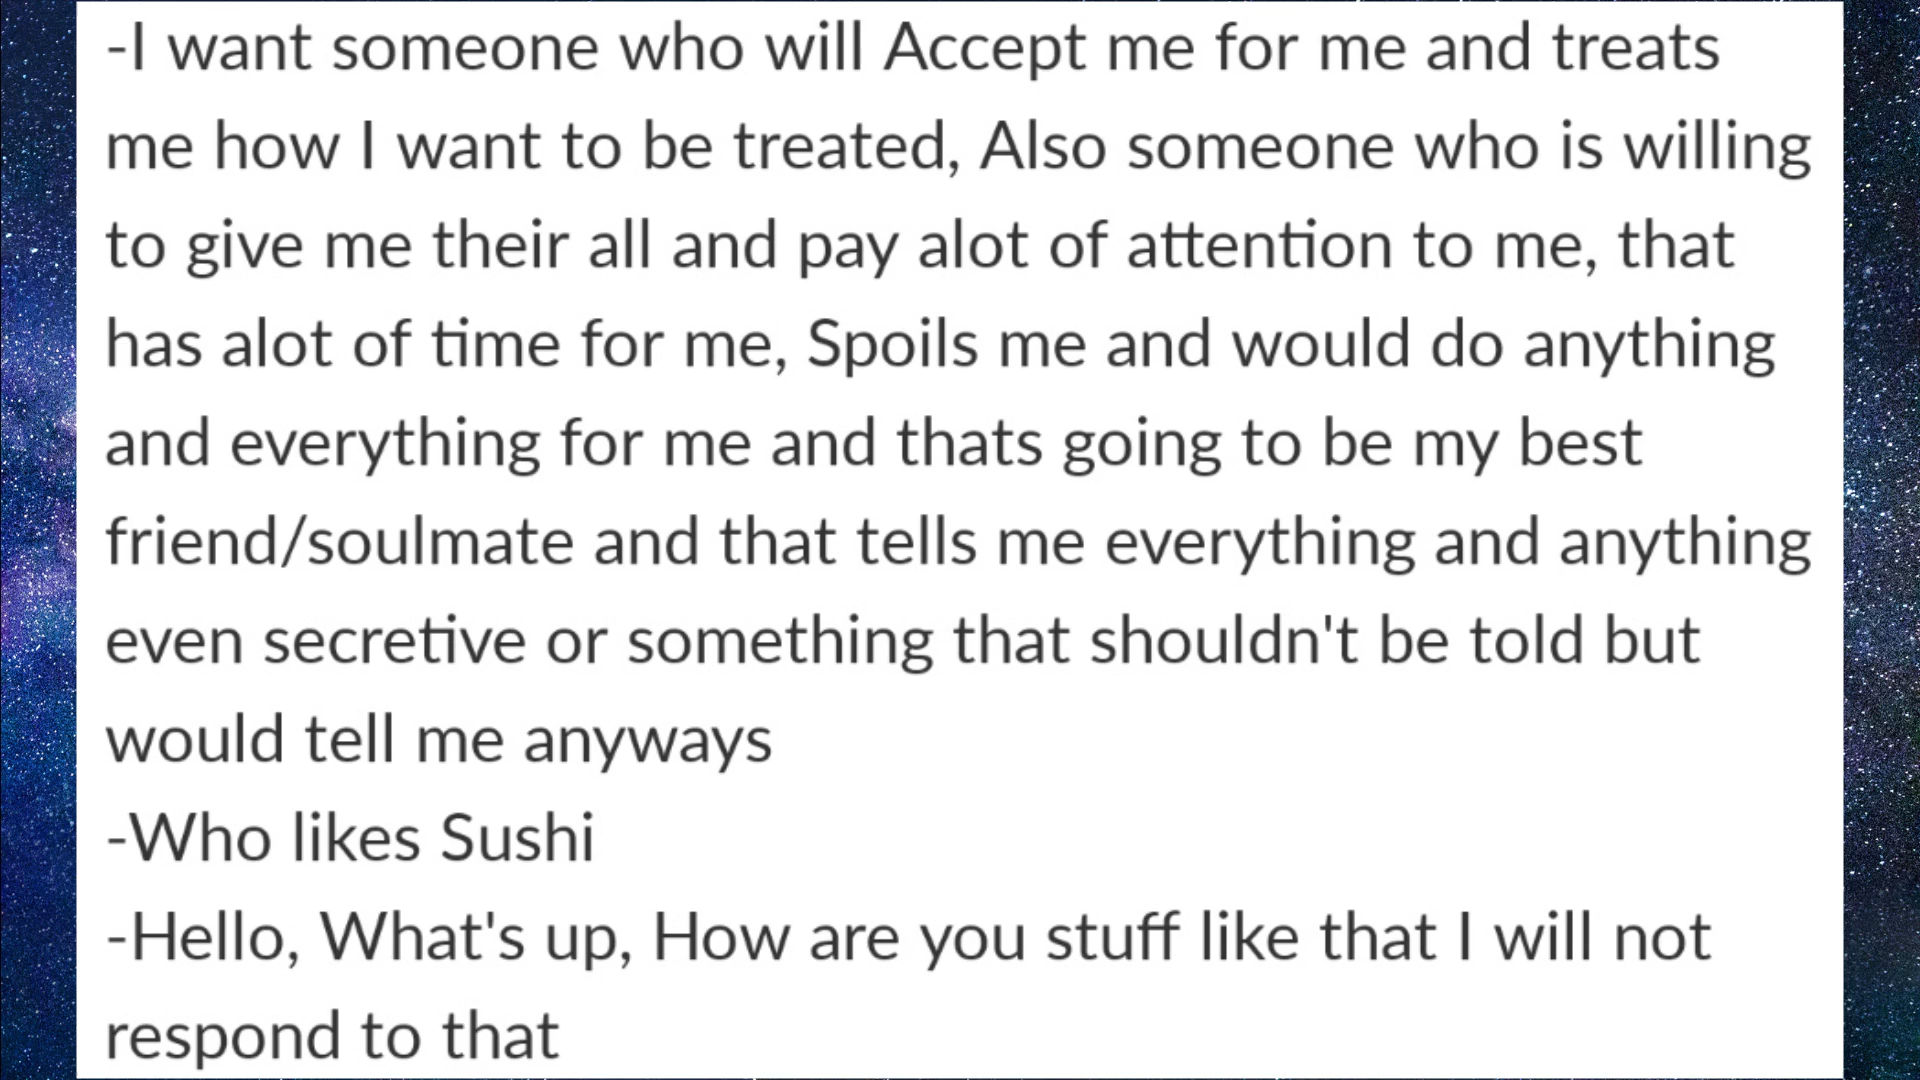 -I want someone who will Accept me for me and treats
me how I want to be treated, Also someone who is willing
to give me their all and pay alot of attention to me, that
has alot of time for me, Spoils me and would do anything
and everything for me and thats going to be my best
friend/soulmate and that tells me everything and anything
even secretive or something that shouldn't be told but
would tell me anyways
-Who likes Sushi
-Hello, What's up, How are you stuff like that I will not
respond to that